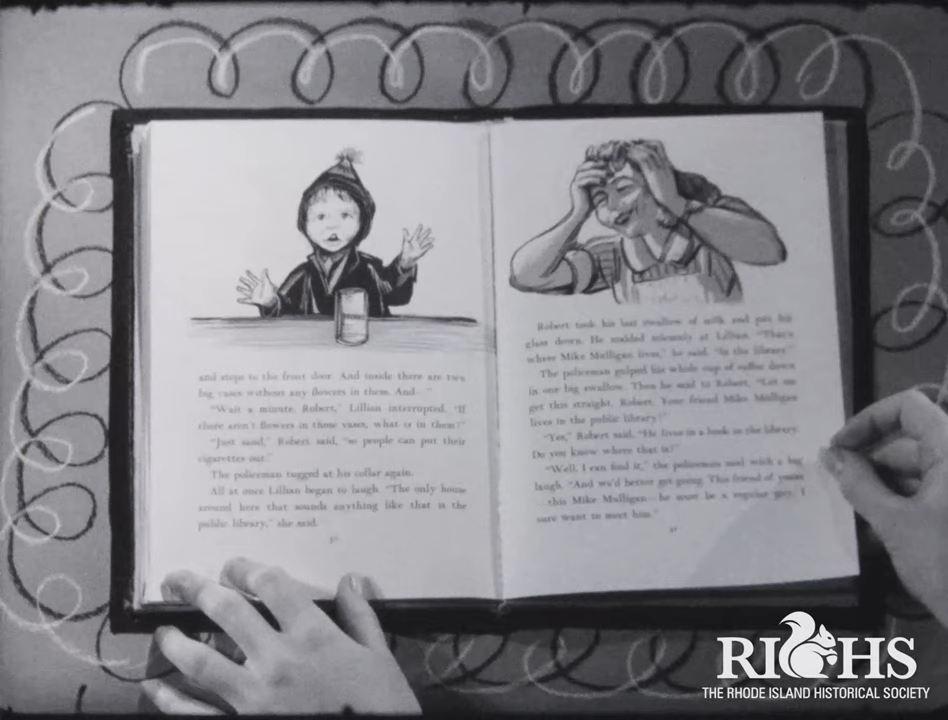 and steps to the front door. And inside there are two
big vases without any flowers in them. And—"
"Wait a minute, Robert," Lillian interrupted. "If
there aren't flowers in those vases, what is in them?"
"Just sand," Robert said, "so people can put their
cigarettes out."
The policeman tugged at his collar again.
All at once Lillian began to laugh. "The only house
around here that sounds anything like that is the
public library," she said.
Robert took his last swallow of milk and put his
glass down. He nodded solemnly at Lillian. "That's
where Mike Mulligan lives," he said. "In the library."
The policeman gulped his whole cup of coffee down
in one big swallow. Then he said to Robert, "Let me
get this straight, Robert. Your friend Mike Mulligan
lives in the public library?"
"Yes," Robert said. "He lives in a book in the library.
Do you know where that is?"
"Well, I can find it," the policeman said with a big
laugh. "And we'd better get going. This friend of yours
this Mike Mulligan—he must be a regular guy. I
sure want to meet him."
RIHS
THE RHODE ISLAND HISTORICAL SOCIETY